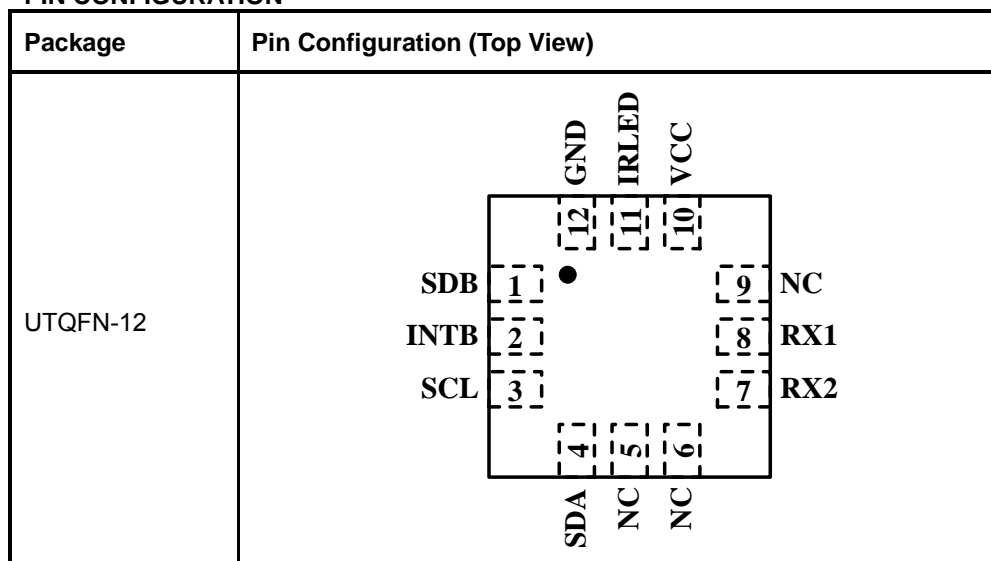 PIN CONFIGURATION
Package Pin Configuration (Top View)
UTQFN-12
GND IRLED VCC
12 11 10
SDB 1 9 NC
INTB 2 8 RX1
SCL 3 7 RX2
4 5 6
SDA NC NC